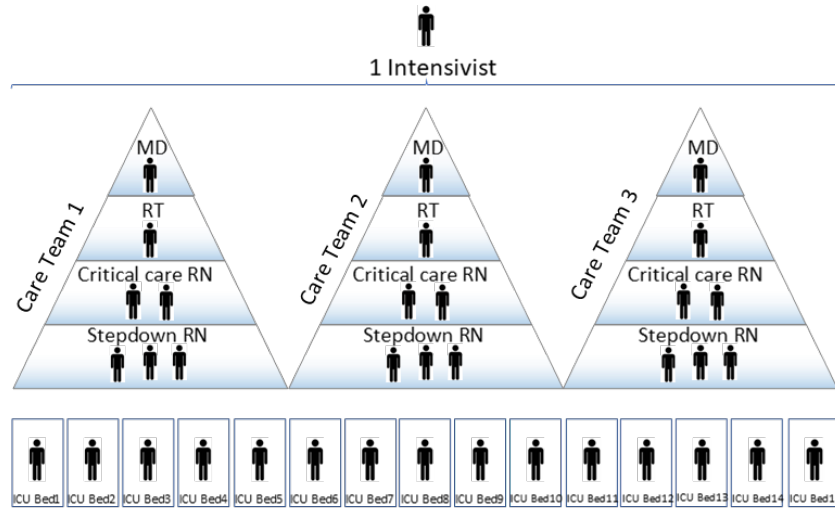 1 Intensivist
Care Team 1
MD
RT
Critical care RN
Stepdown RN
Care Team 2
MD
RT
Critical care RN
Stepdown RN
Care Team 3
MD
RT
Critical care RN
Stepdown RN
ICU Bed1
ICU Bed2
ICU Bed3
ICU Bed4
ICU Bed5
ICU Bed6
ICU Bed7
ICU Bed8
ICU Bed9
ICU Bed10
ICU Bed11
ICU Bed12
ICU Bed13
ICU Bed14
ICU Bed1